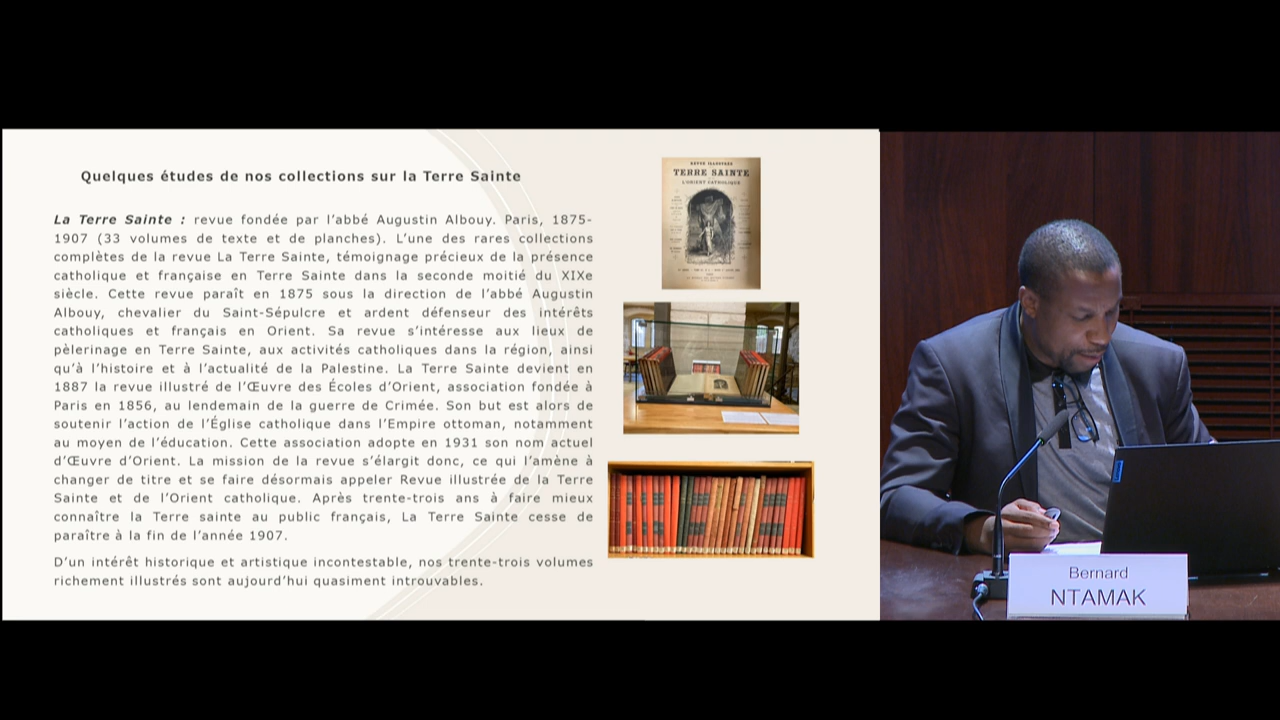 Quelques études de nos collections sur la Terre Sainte
La Terre Sainte : revue fondée par l’abbé Augustin Albouy. Paris, 1875-
1907 (33 volumes de texte et de planches). L’une des rares collections
complètes de la revue La Terre Sainte, témoignage précieux de la présence
catholique et française en Terre Sainte dans la seconde moitié du XIXe
siècle. Cette revue paraît en 1875 sous la direction de l’abbé Augustin
Albouy, chevalier du Saint-Sépulcre et ardent défenseur des intérêts
catholiques et français en Orient. Sa revue s’intéresse aux lieux de
pèlerinage en Terre Sainte, aux activités catholiques dans la région, ainsi
qu’à l’histoire et à l’actualité de la Palestine. La Terre Sainte devient en
1887 la revue illustré de l’Œuvre des Écoles d’Orient, association fondée à
Paris en 1856, au lendemain de la guerre de Crimée. Son but est alors de
soutenir l’action de l’Église catholique dans l’Empire ottoman, notamment
au moyen de l’éducation. Cette association adopte en 1931 son nom actuel
d’Œuvre d’Orient. La mission de la revue s’élargit donc, ce qui l’amène à
changer de titre et se faire désormais appeler Revue illustrée de la Terre
Sainte et de l’Orient catholique. Après trente-trois ans à faire mieux
connaître la Terre sainte au public français, La Terre Sainte cesse de
paraître à la fin de l’année 1907.
D’un intérêt historique et artistique incontestable, nos trente-trois volumes
richement illustrés sont aujourd’hui quasiment introuvables.
REVUE ILLUSTRÉE
TERRE SAINTE
L'ORIENT CATHOLIQUE
Lenovo
Bernard
NTAMAK